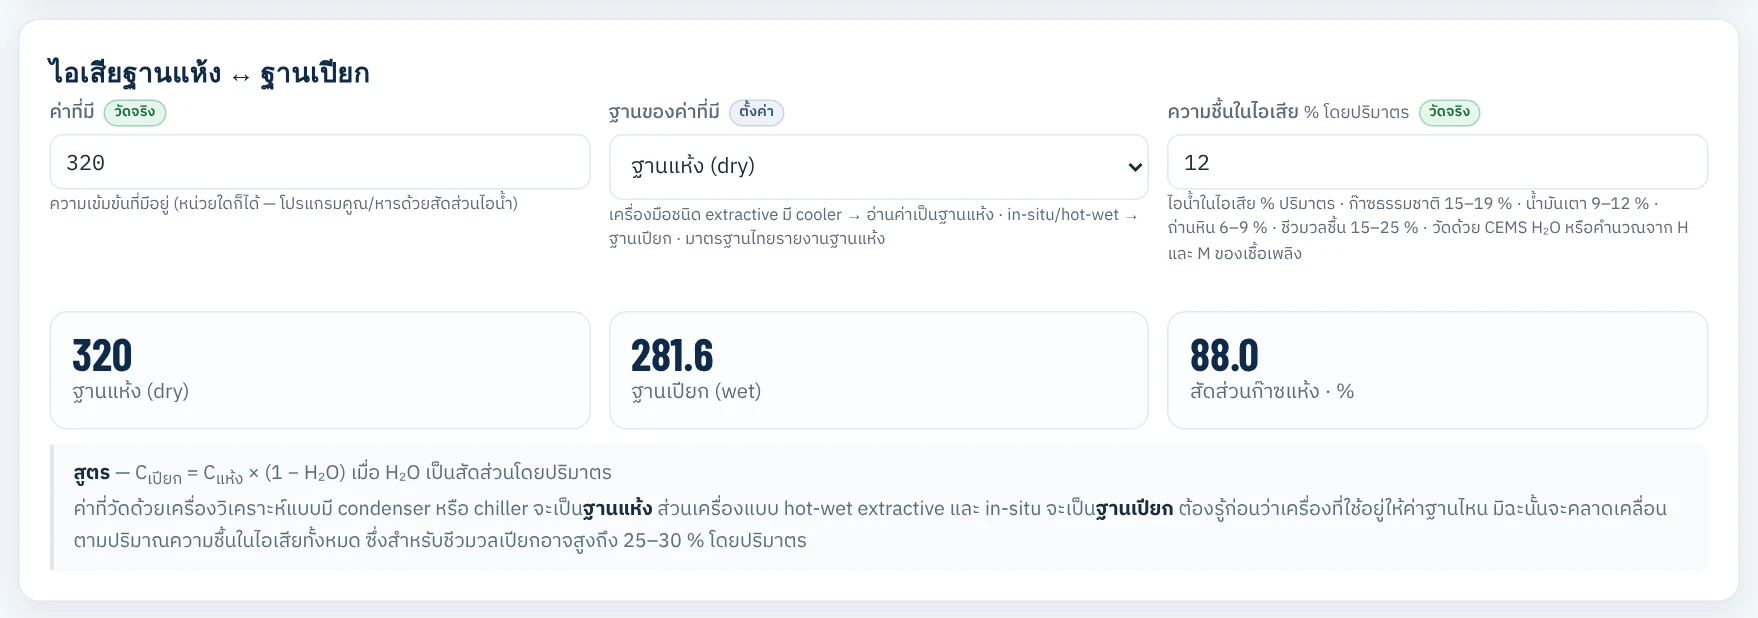 ไอเสียฐานแห้ง ↔ ฐานเปียก
ค่าที่มี วัดจริง
320
ความเข้มข้นที่มีอยู่ (หน่วยใดก็ได้ — โปรแกรมคูณ/หารด้วยสัดส่วนไอน้ำ)
ฐานของค่าที่มี ตั้งค่า
ฐานแห้ง (dry)
เครื่องมือชนิด extractive มี cooler → อ่านค่าเป็นฐานแห้ง · in-situ/hot-wet →
ฐานเปียก · มาตรฐานไทยรายงานฐานแห้ง
ความชื้นในไอเสีย % โดยปริมาตร วัดจริง
12
ไอน้ำในไอเสีย % ปริมาตร · ก๊าซธรรมชาติ 15–19 % · น้ำมันเตา 9–12 % ·
ถ่านหิน 6–9 % · ชีวมวลชื้น 15–25 % · วัดด้วย CEMS H₂O หรือคำนวณจาก H
และ M ของเชื้อเพลิง
320
ฐานแห้ง (dry)
281.6
ฐานเปียก (wet)
88.0
สัดส่วนก๊าซแห้ง · %
สูตร — Cเปียก = Cแห้ง × (1 − H₂O) เมื่อ H₂O เป็นสัดส่วนโดยปริมาตร
ค่าที่วัดด้วยเครื่องวิเคราะห์แบบมี condenser หรือ chiller จะเป็นฐานแห้ง ส่วนเครื่องแบบ hot-wet extractive และ in-situ จะเป็นฐานเปียก ต้องรู้ก่อนว่าเครื่องที่ใช้อยู่ให้ค่าฐานไหน มิฉะนั้นจะคลาดเคลื่อน
ตามปริมาณความชื้นในไอเสียทั้งหมด ซึ่งสำหรับชีวมวลเปียกอาจสูงถึง 25–30 % โดยปริมาตร